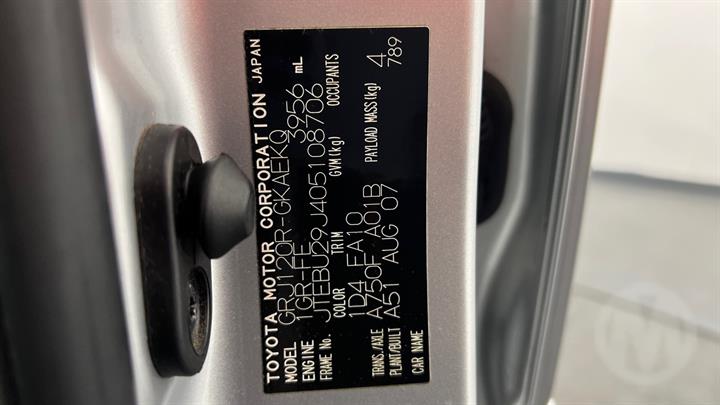 TOYOTA MOTOR CORPORATION JAPAN
MODEL GRJ120R-GKAEKQ
ENGINE 1GR-FE 3956 mL
FRAME No. JTEBU29J405108706
COLOR TRIM GVM(kg) OCCUPANTS
1D4 FA10 4
TRANS./AXLE A750F A01B PAYLOAD MASS(kg) 789
PLANT/BUILT A51 AUG 07
CAR NAME
M